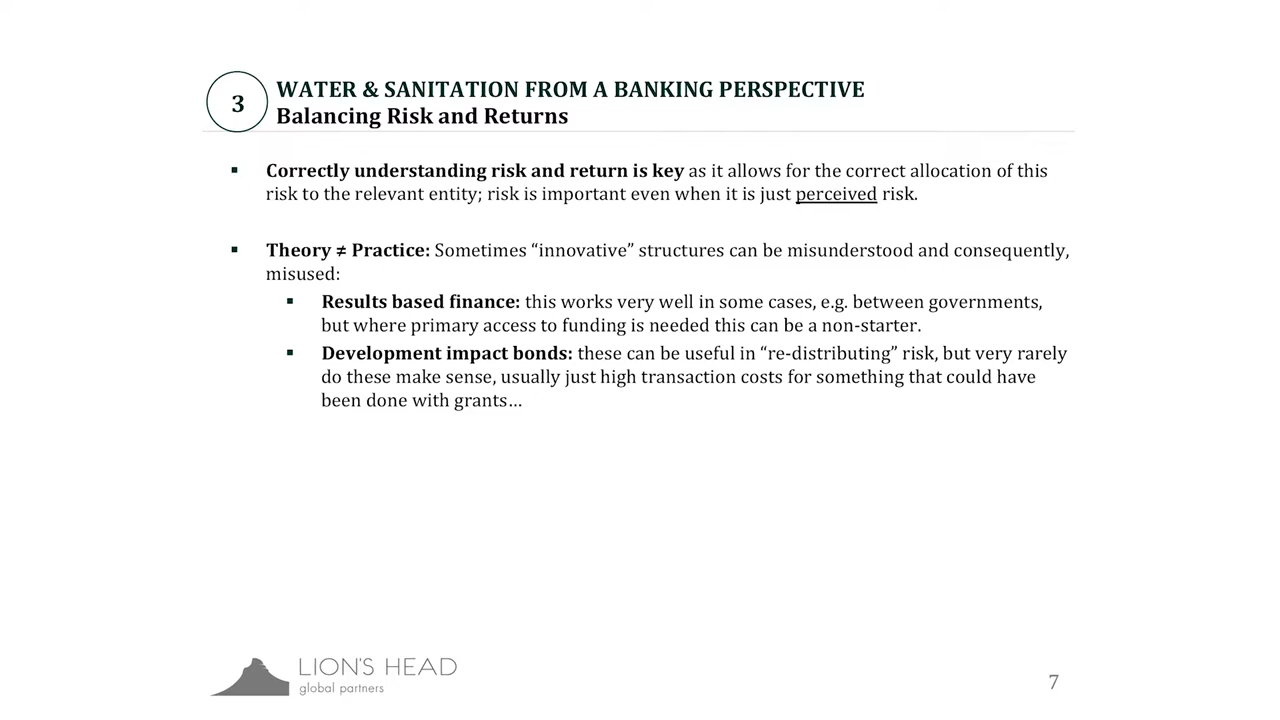 3
WATER & SANITATION FROM A BANKING PERSPECTIVE
Balancing Risk and Returns
▪ Correctly understanding risk and return is key as it allows for the correct allocation of this
risk to the relevant entity; risk is important even when it is just perceived risk.
▪ Theory ≠ Practice: Sometimes “innovative” structures can be misunderstood and consequently,
misused:
▪ Results based finance: this works very well in some cases, e.g. between governments,
but where primary access to funding is needed this can be a non-starter.
▪ Development impact bonds: these can be useful in “re-distributing” risk, but very rarely
do these make sense, usually just high transaction costs for something that could have
been done with grants…
LION'S HEAD
global partners
7